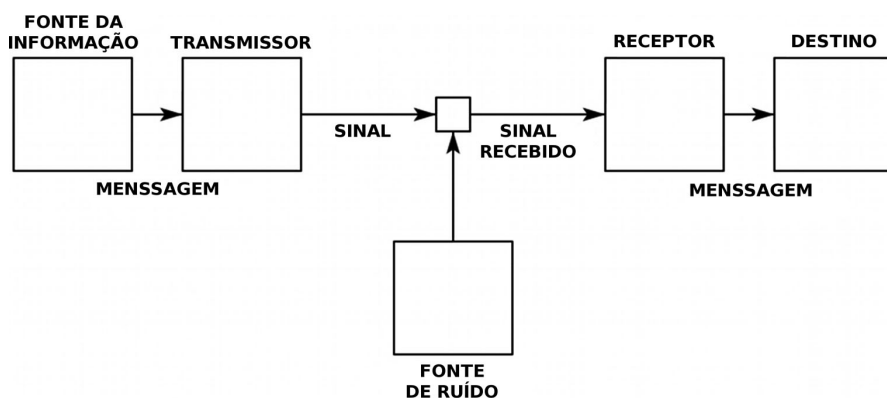 FONTE DA
INFORMAÇÃO
TRANSMISSOR
RECEPTOR
DESTINO
SINAL
SINAL
RECEBIDO
MENSSAGEM
MENSSAGEM
FONTE
DE RUÍDO